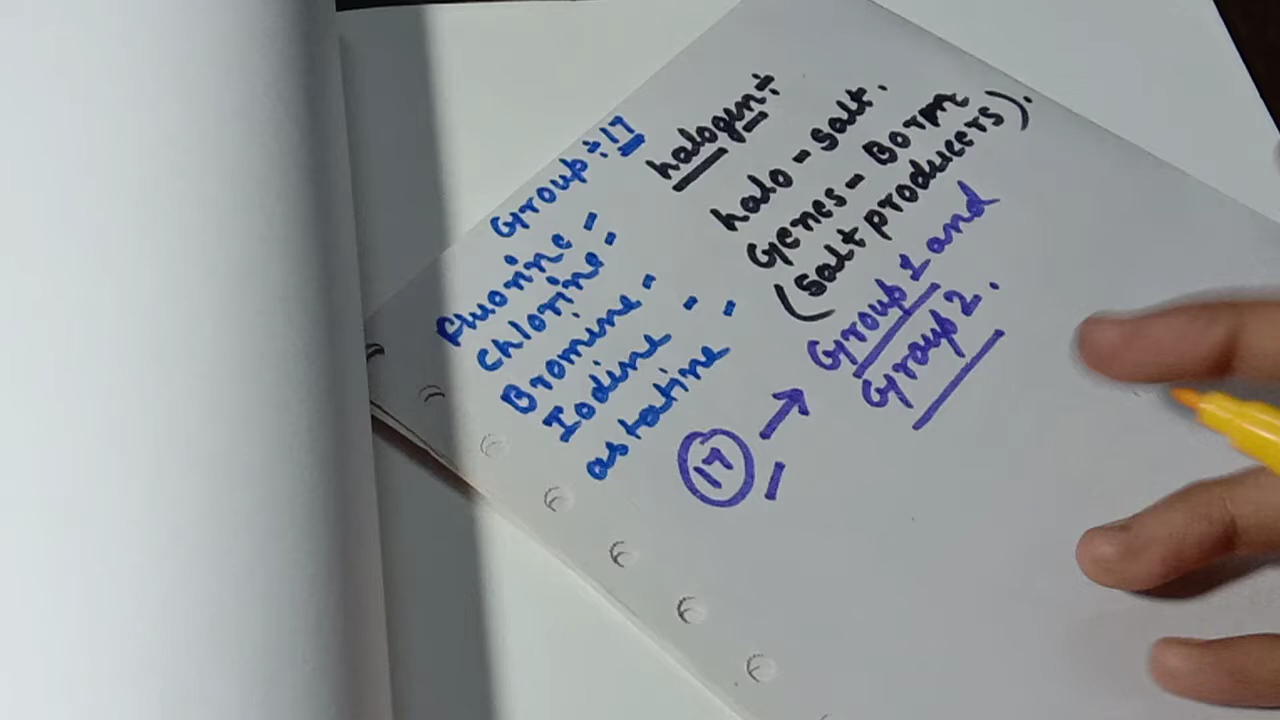 Group÷17
Fluorine -
Chlorine -
Bromine -
Iodine -
astatine -
halogen÷
halo - salt.
Genes - Born
(Salt producers).
17 →
Group 1 and
Group 2.